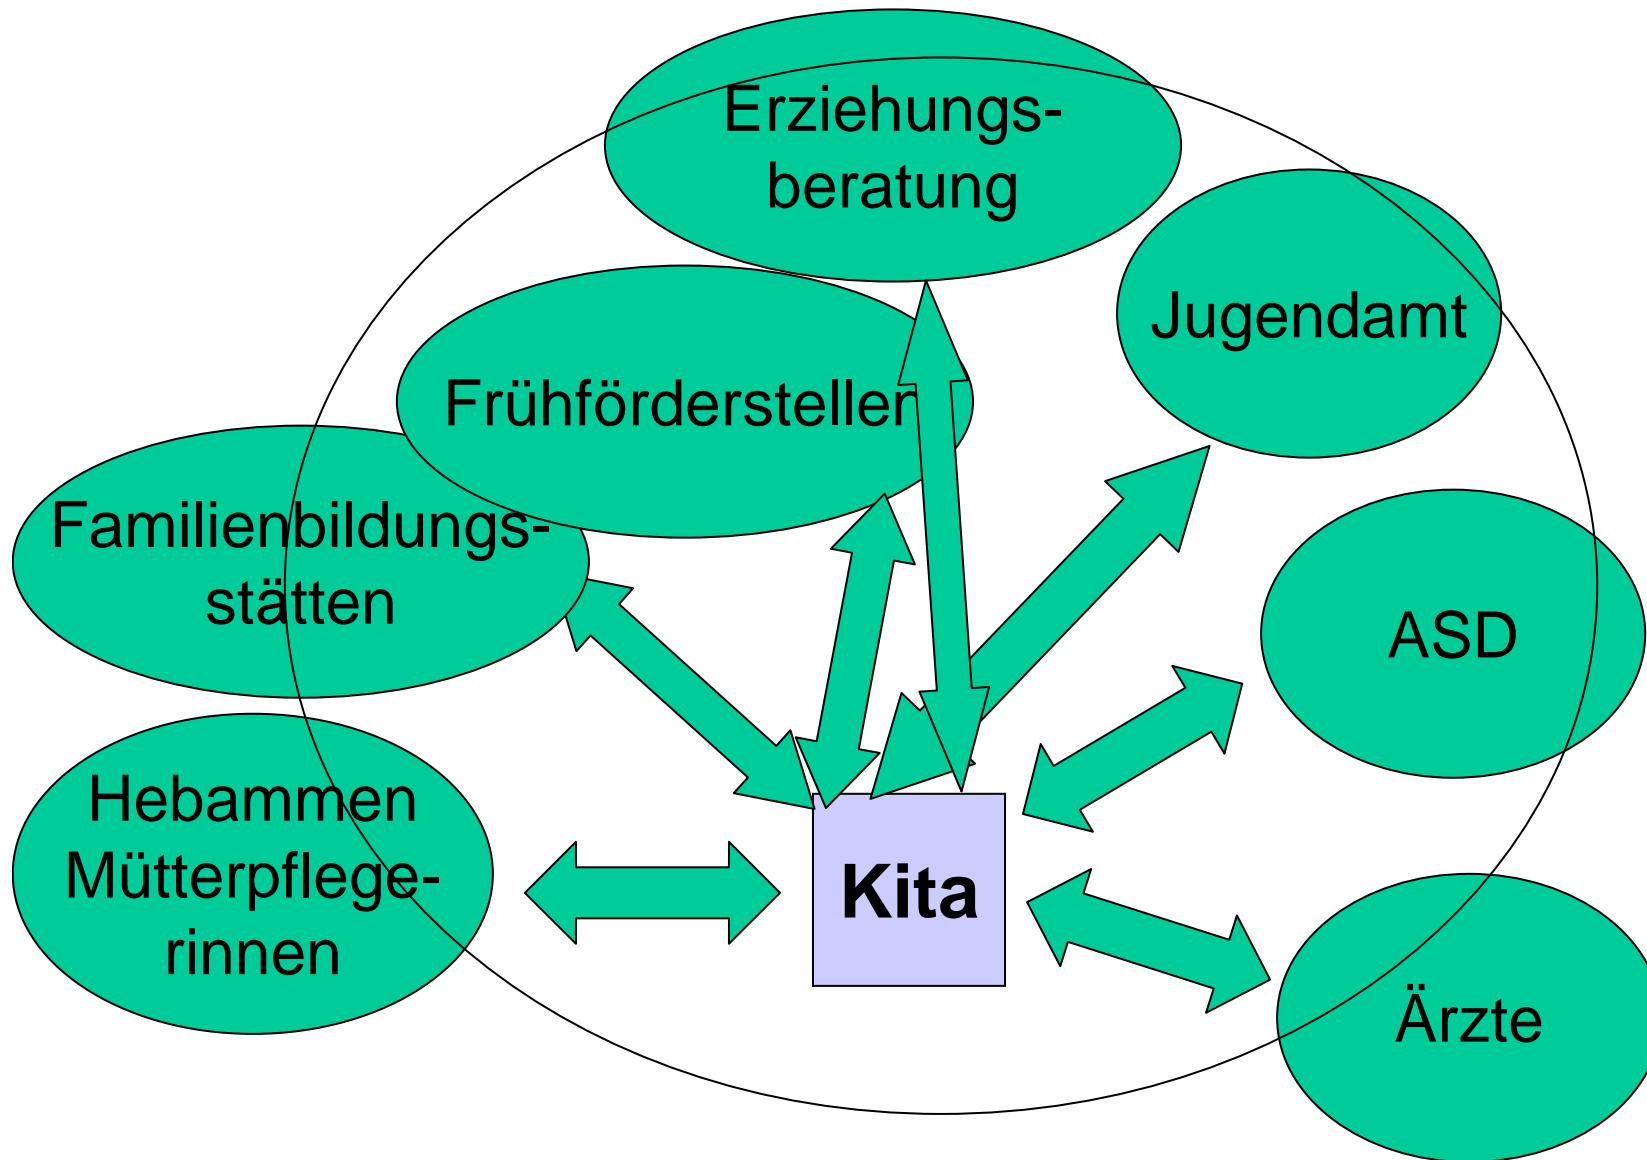 Erziehungs-
beratung
Jugendamt
Frühförderstellen
Familienbildungs-
stätten
ASD
Hebammen
Mütterpflege-
rinnen
Kita
Ärzte